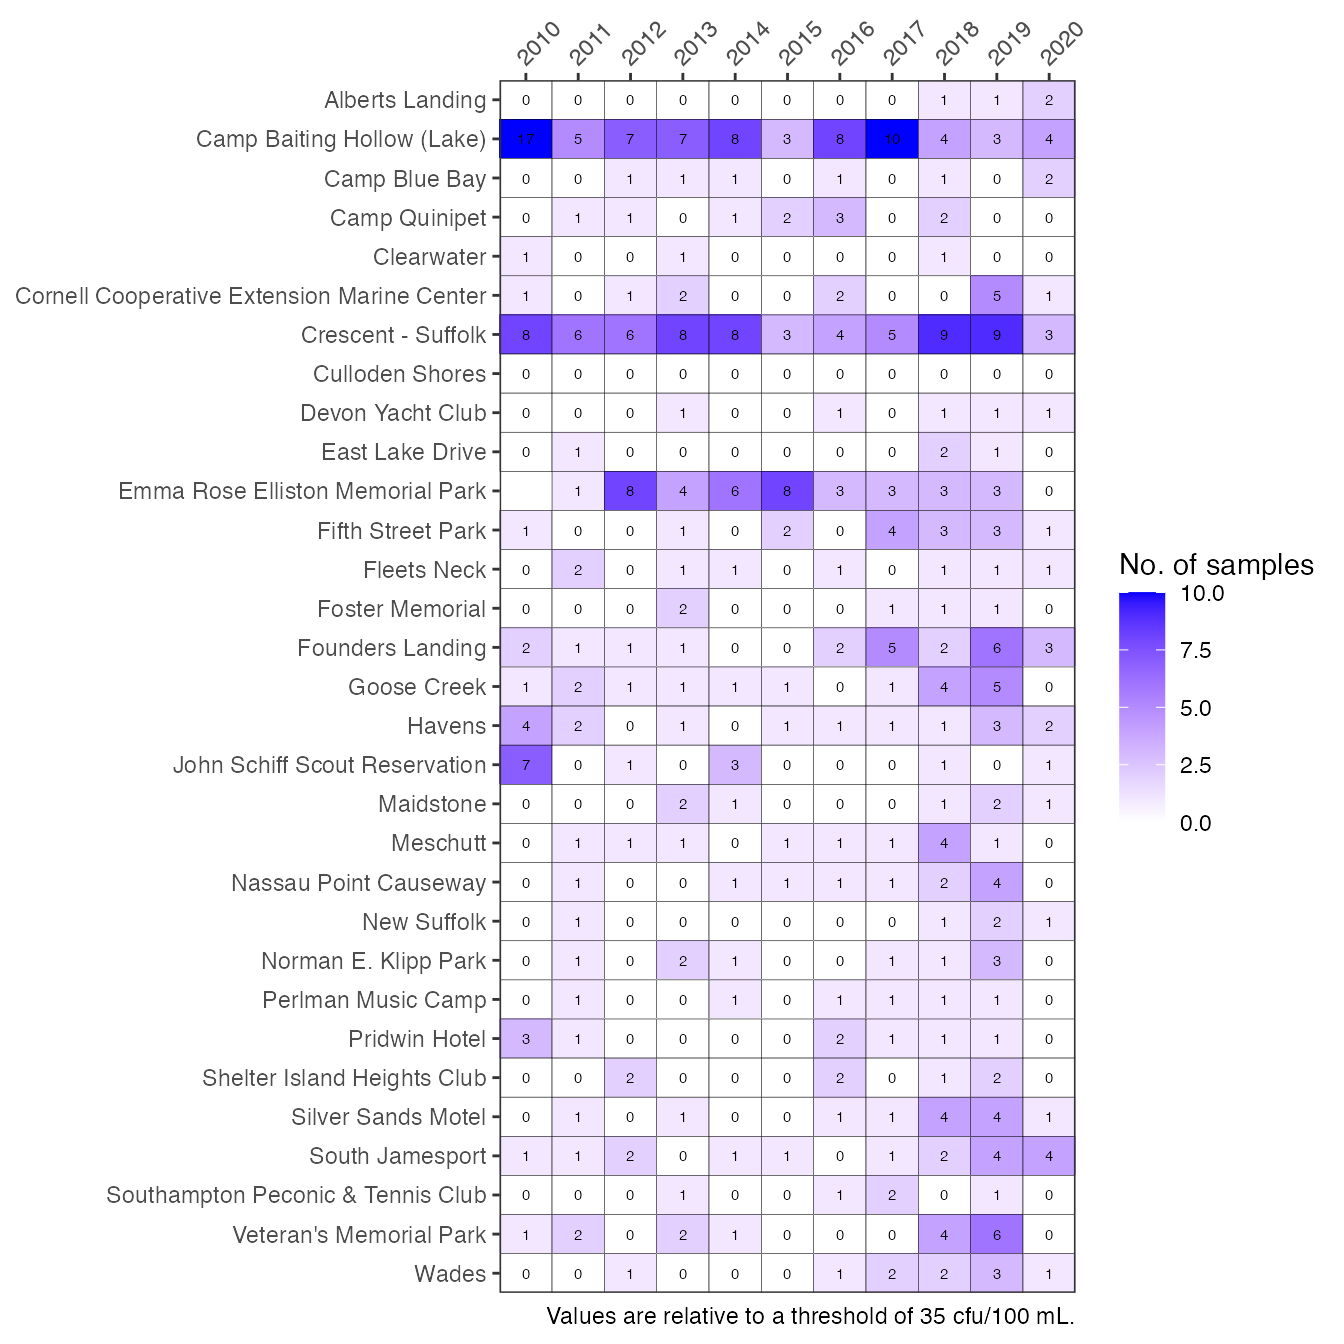 2010 2011 2012 2013 2014 2015 2016 2017 2018 2019 2020
Alberts Landing 0 0 0 0 0 0 0 0 1 1 2
Camp Baiting Hollow (Lake) 17 5 7 7 8 3 8 10 4 3 4
Camp Blue Bay 0 0 1 1 1 0 1 0 1 0 2
Camp Quinipet 0 1 1 0 1 2 3 0 2 0 0
Clearwater 1 0 0 1 0 0 0 0 1 0 0
Cornell Cooperative Extension Marine Center 1 0 1 2 0 0 2 0 0 5 1
Crescent - Suffolk 8 6 6 8 8 3 4 5 9 9 3
Culloden Shores 0 0 0 0 0 0 0 0 0 0 0
Devon Yacht Club 0 0 0 1 0 0 1 0 1 1 1
East Lake Drive 0 1 0 0 0 0 0 0 2 1 0
Emma Rose Elliston Memorial Park 1 8 4 6 8 3 3 3 3 0
Fifth Street Park 1 0 0 1 0 2 0 4 3 3 1
Fleets Neck 0 2 0 1 1 0 1 0 1 1 1
Foster Memorial 0 0 0 2 0 0 0 1 1 1 0
Founders Landing 2 1 1 1 0 0 2 5 2 6 3
Goose Creek 1 2 1 1 1 1 0 1 4 5 0
Havens 4 2 0 1 0 1 1 1 1 3 2
John Schiff Scout Reservation 7 0 1 0 3 0 0 0 1 0 1
Maidstone 0 0 0 2 1 0 0 0 1 2 1
Meschutt 0 1 1 1 0 1 1 1 4 1 0
Nassau Point Causeway 0 1 0 0 1 1 1 1 2 4 0
New Suffolk 0 1 0 0 0 0 0 0 1 2 1
Norman E. Klipp Park 0 1 0 2 1 0 0 1 1 3 0
Perlman Music Camp 0 1 0 0 1 0 1 1 1 1 0
Pridwin Hotel 3 1 0 0 0 0 2 1 1 1 0
Shelter Island Heights Club 0 0 2 0 0 0 2 0 1 2 0
Silver Sands Motel 0 1 0 1 0 0 1 1 4 4 1
South Jamesport 1 1 2 0 1 1 0 1 2 4 4
Southampton Peconic & Tennis Club 0 0 0 1 0 0 1 2 0 1 0
Veteran's Memorial Park 1 2 0 2 1 0 0 0 4 6 0
Wades 0 0 1 0 0 0 1 2 2 3 1
Values are relative to a threshold of 35 cfu/100 mL.
No. of samples
10.0
7.5
5.0
2.5
0.0